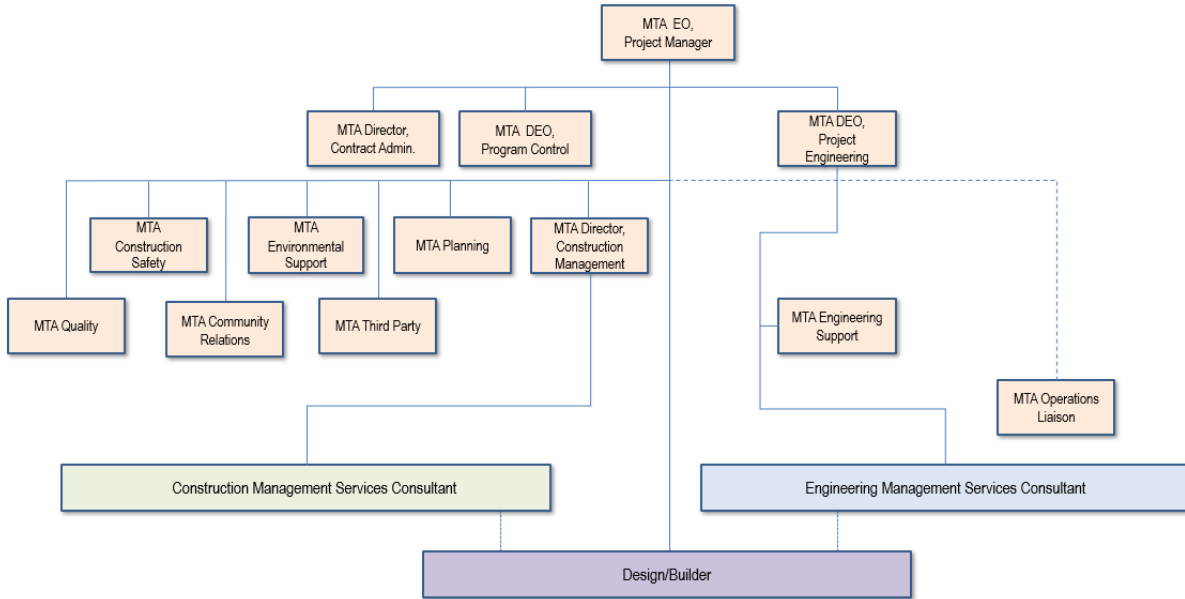 MTA EO,
Project Manager
MTA Director,
Contract Admin.
MTA DEO,
Program Control
MTA DEO,
Project
Engineering
MTA
Construction
Safety
MTA
Environmental
Support
MTA Planning
MTA Director,
Construction
Management
MTA Quality
MTA Community
Relations
MTA Third Party
MTA Engineering
Support
MTA Operations
Liaison
Construction Management Services Consultant
Engineering Management Services Consultant
Design/Builder